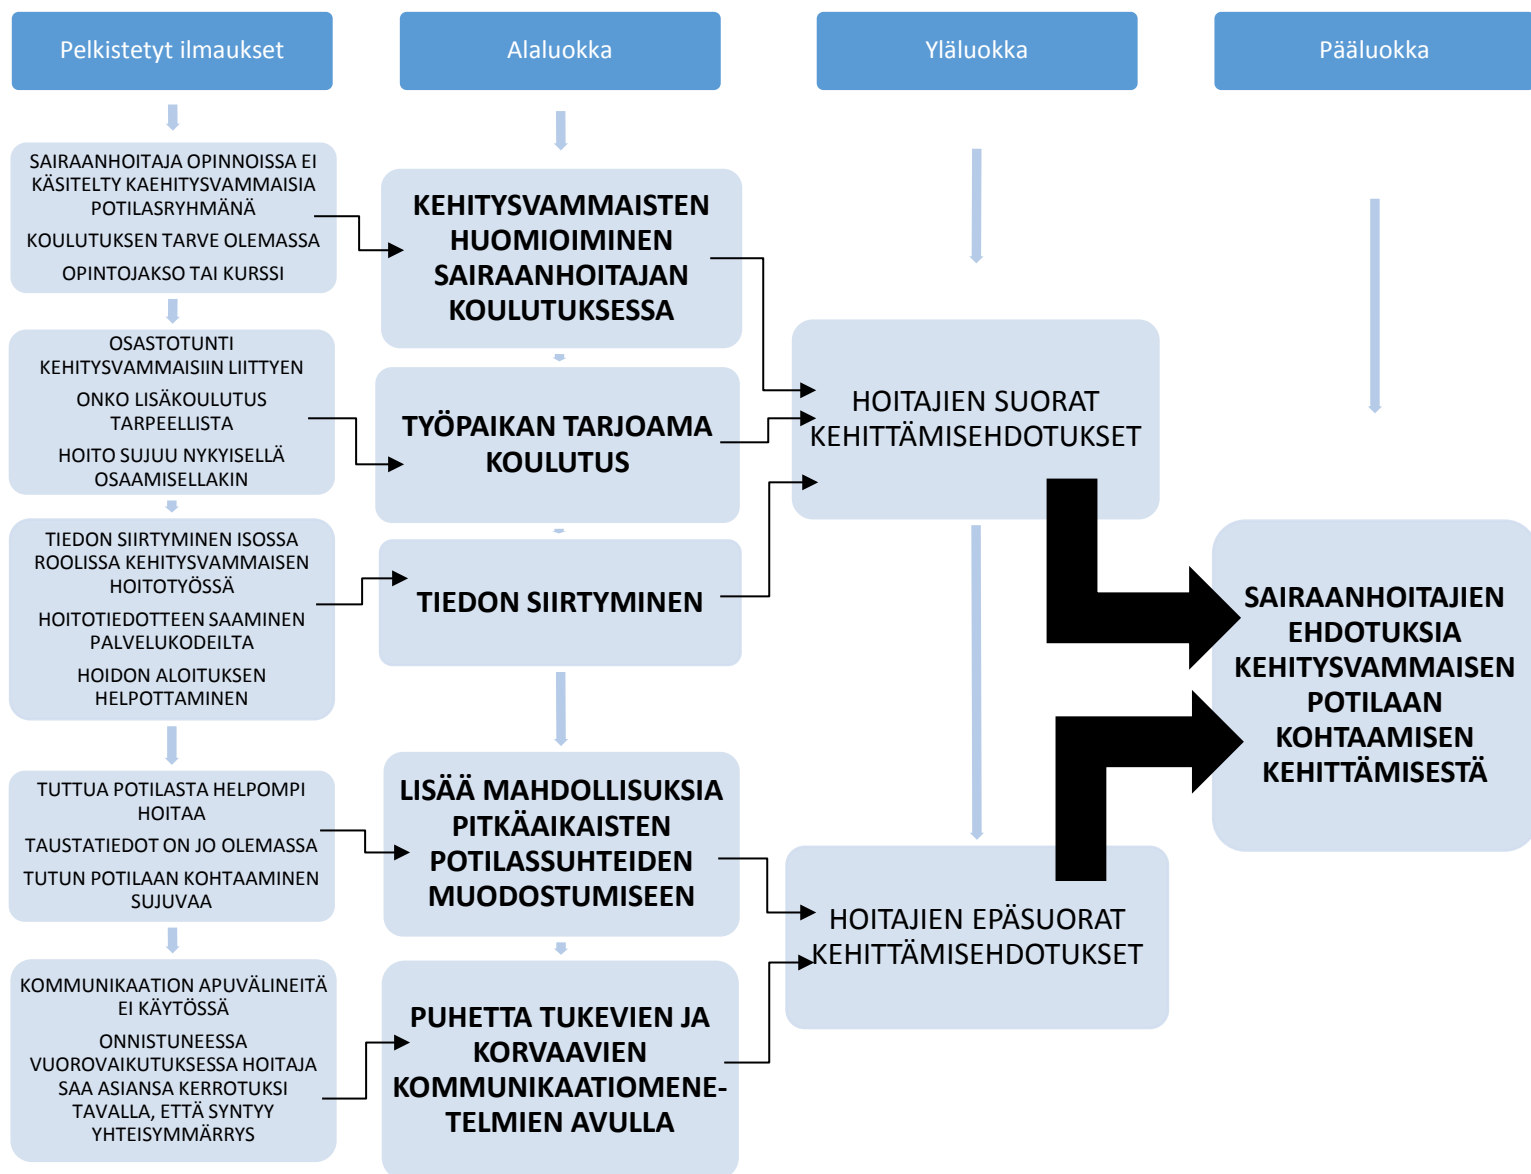 Pelkistetyt ilmaukset
Alaluokka
Yläluokka
Pääluokka
SAIRAANHOITAJA OPINNOISSA EI
KÄSITELTY KAEHITYSVAMMAISIA
POTILASRYHMÄNÄ
KOULUTUKSEN TARVE OLEMASSA
OPINTOJAKSO TAI KURSSI
OSASTOTUNTI
KEHITYSVAMMAISIIN LIITTYEN
ONKO LISÄKOULUTUS
TARPEELLISTA
HOITO SUJUU NYKYISELLÄ
OSAAMISELLAKIN
TIEDON SIIRTYMINEN ISOSSA
ROOLISSA KEHITYSVAMMAISEN
HOITOTYÖSSÄ
HOITOTIEDOTTEEN SAAMINEN
PALVELUKODEILTA
HOIDON ALOITUKSEN
HELPOTTAMINEN
TUTTUA POTILASTA HELPOMPI
HOITAA
TAUSTATIEDOT ON JO OLEMASSA
TUTUN POTILAAN KOHTAAMINEN
SUJUVAA
KOMMUNIKAATION APUVÄLINEITÄ
EI KÄYTÖSSÄ
ONNISTUNEESSA
VUOROVAIKUTUKSESSA HOITAJA
SAA ASIANSA KERROTUKSI
TAVALLA, ETTÄ SYNTYY
YHTEISYMMÄRRYS
KEHITYSVAMMAISTEN
HUOMIOIMINEN
SAIRAANHOITAJAN
KOULUTUKSESSA
TYÖPAIKAN TARJOAMA
KOULUTUS
TIEDON SIIRTYMINEN
LISÄÄ MAHDOLLISUKSIA
PITKÄAIKAISTEN
POTILASSUHTEIDEN
MUODOSTUMISEEN
PUHETTA TUKEVIEN JA
KORVAAVIEN
KOMMUNIKAATIOMENE-
TELMIEN AVULLA
HOITAJIEN SUORAT
KEHITTÄMISEHDOTUKSET
HOITAJIEN EPÄSUORAT
KEHITTÄMISEHDOTUKSET
SAIRAANHOITAJIEN
EHDOTUKSIA
KEHITYSVAMMAISEN
POTILAAN
KOHTAAMISEN
KEHITTÄMISESTÄ